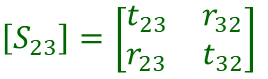 [S₂₃] = [t₂₃ r₃₂
r₂₃ t₃₂]